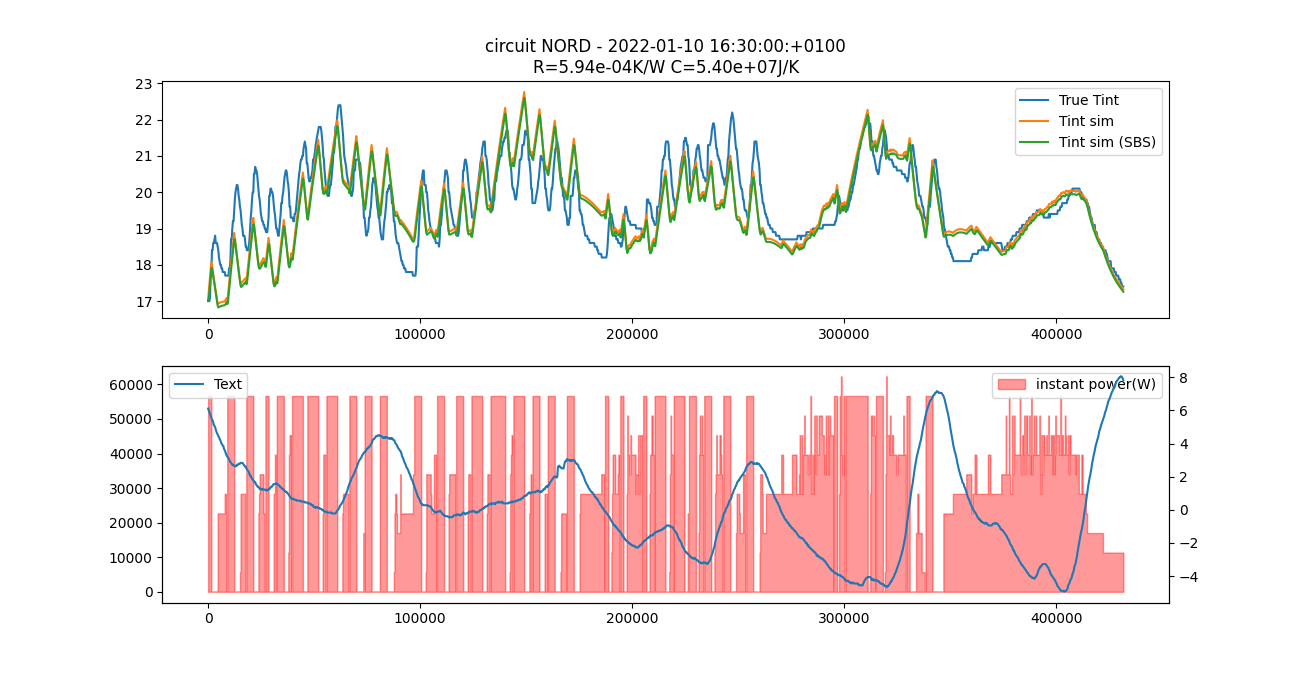 circuit NORD - 2022-01-10 16:30:00:+0100
R=5.94e-04K/W C=5.40e+07J/K
23
22
21
20
19
18
17
True Tint
Tint sim
Tint sim (SBS)
0 100000 200000 300000 400000
60000
50000
40000
30000
20000
10000
0
Text
instant power(W)
8
6
4
2
0
−2
−4
0 100000 200000 300000 400000